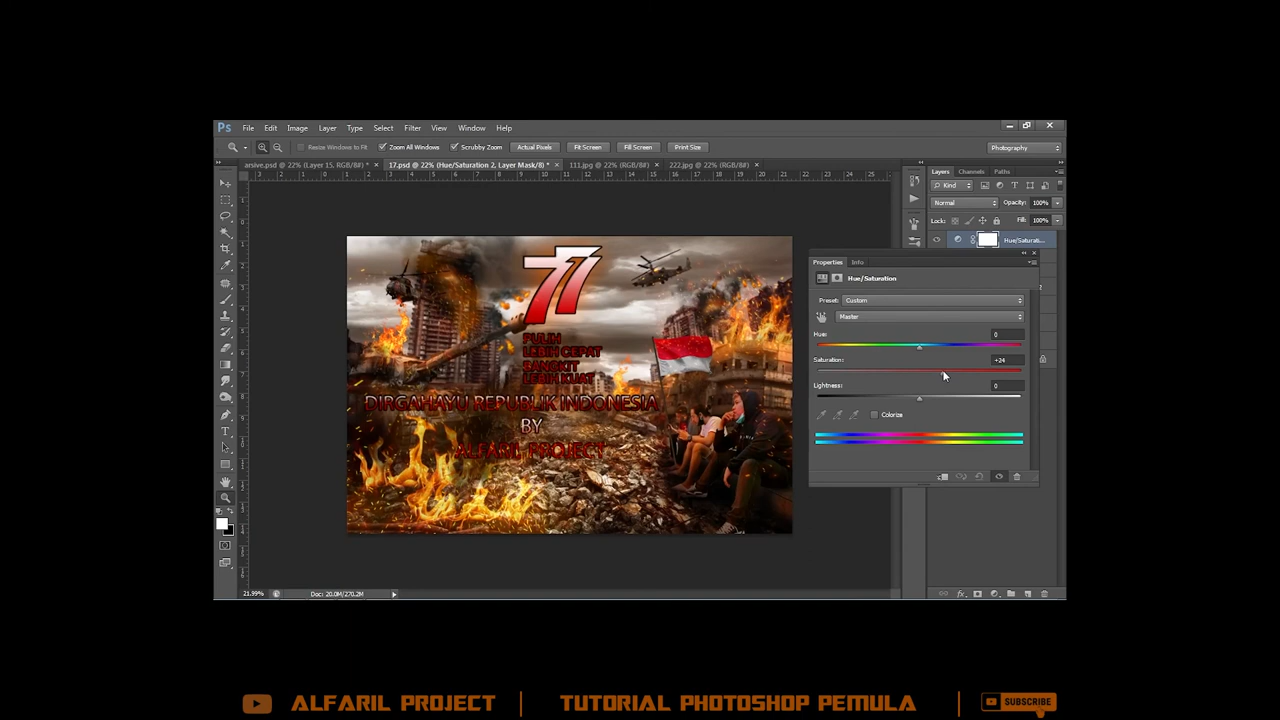 Ps File Edit Image Layer Type Select Filter View Window Help
Resize Windows to Fit Zoom All Windows Scrubby Zoom Actual Pixels Fit Screen Fill Screen Print Size Photography
arsive.psd @ 22% (Layer 15, RGB/8#) * × 17.psd @ 22% (Hue/Saturation 2, Layer Mask/8) * × 111.jpg @ 22% (RGB/8#) × 222.jpg @ 22% (RGB/8#) ×
Layers Channels Paths
Kind
Normal Opacity: 100%
Lock: Fill: 100%
Hue/Saturati...
Properties Info
Hue/Saturation
Preset: Custom
Master
Hue: 0
Saturation: +24
Lightness: 0
Colorize
77
PULIH
LEBIH CEPAT
BANGKIT
LEBIH KUAT
DIRGAHAYU REPUBLIK INDONESIA
BY
ALFARIL PROJECT
21.99% Doc: 20.0M/270.2M
ALFARIL PROJECT | TUTORIAL PHOTOSHOP PEMULA | SUBSCRIBE